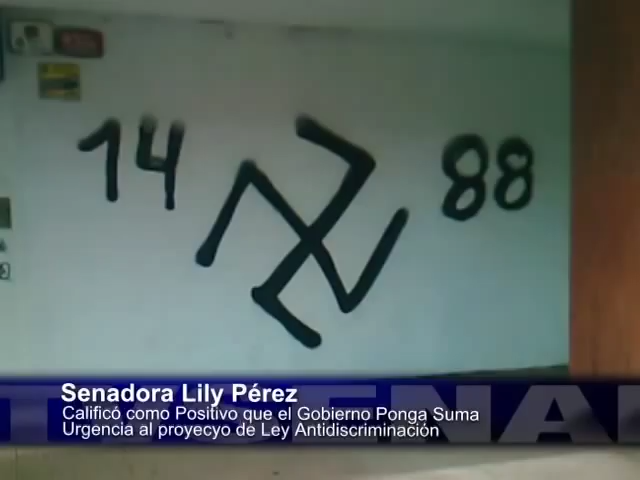 14 88
Senadora Lily Pérez
Calificó como Positivo que el Gobierno Ponga Suma
Urgencia al proyecyo de Ley Antidiscriminación